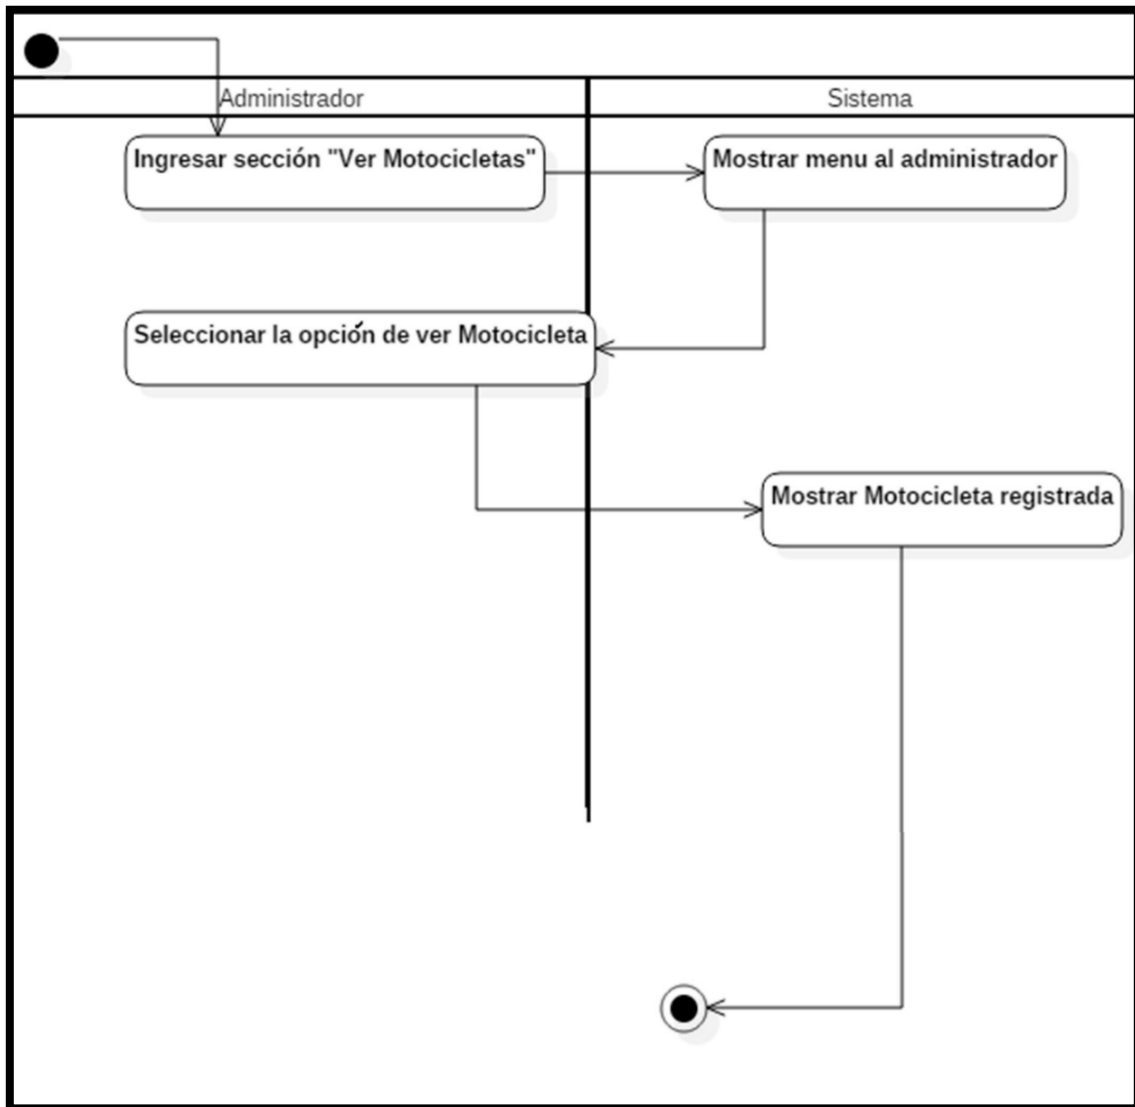 Administrador
Sistema
Ingresar sección "Ver Motocicletas"
Mostrar menu al administrador
Seleccionar la opción de ver Motocicleta
Mostrar Motocicleta registrada